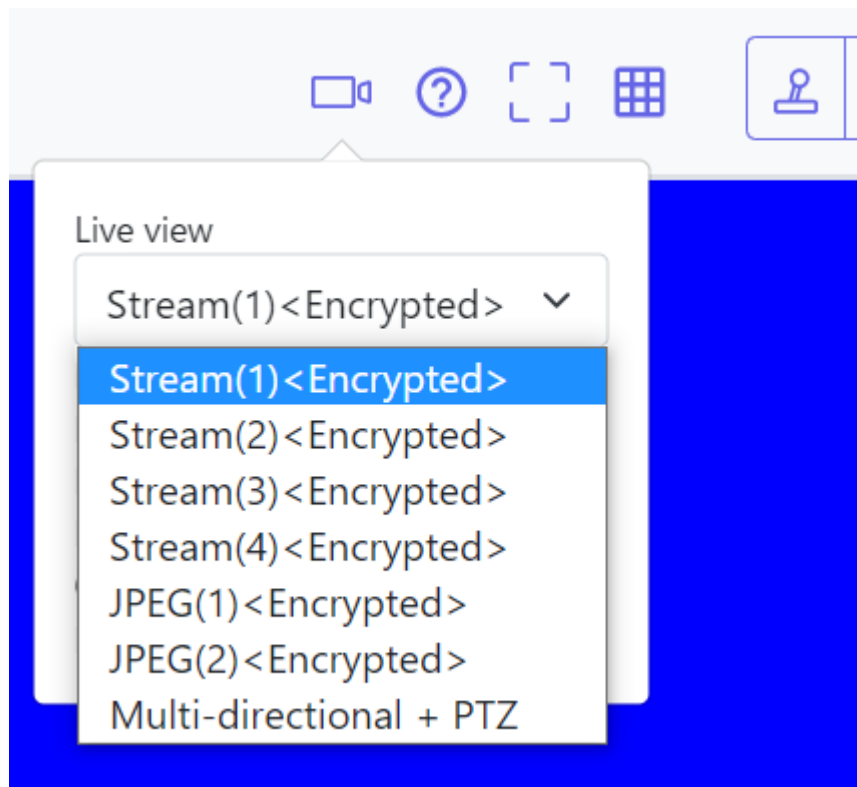 Live view
Stream(1)<Encrypted>
Stream(1)<Encrypted>
Stream(2)<Encrypted>
Stream(3)<Encrypted>
Stream(4)<Encrypted>
JPEG(1)<Encrypted>
JPEG(2)<Encrypted>
Multi-directional + PTZ